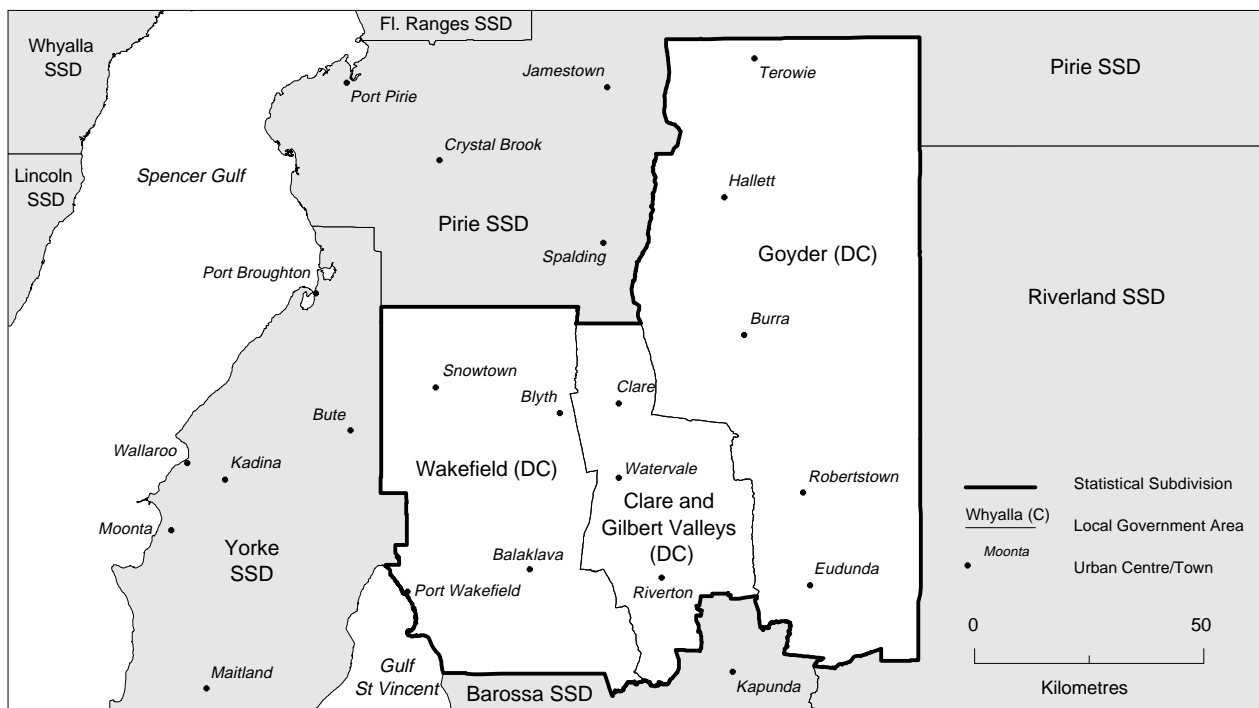 Fl. Ranges SSD
Whyalla
SSD
Jamestown
Terowie
Pirie SSD
Port Pirie
Crystal Brook
Lincoln
SSD
Spencer Gulf
Hallett
Pirie SSD
Spalding
Goyder (DC)
Port Broughton
Riverland SSD
Burra
Snowtown
Blyth
Clare
Bute
Wallaroo
Kadina
Wakefield (DC)
Watervale
Robertstown
Clare and
Gilbert Valleys
(DC)
Statistical Subdivision
Whyalla (C)
Local Government Area
Moonta
Yorke
SSD
Balaklava
Eudunda
Moonta
Urban Centre/Town
Port Wakefield
Riverton
0 50
Gulf
St Vincent
Maitland
Barossa SSD
Kapunda
Kilometres